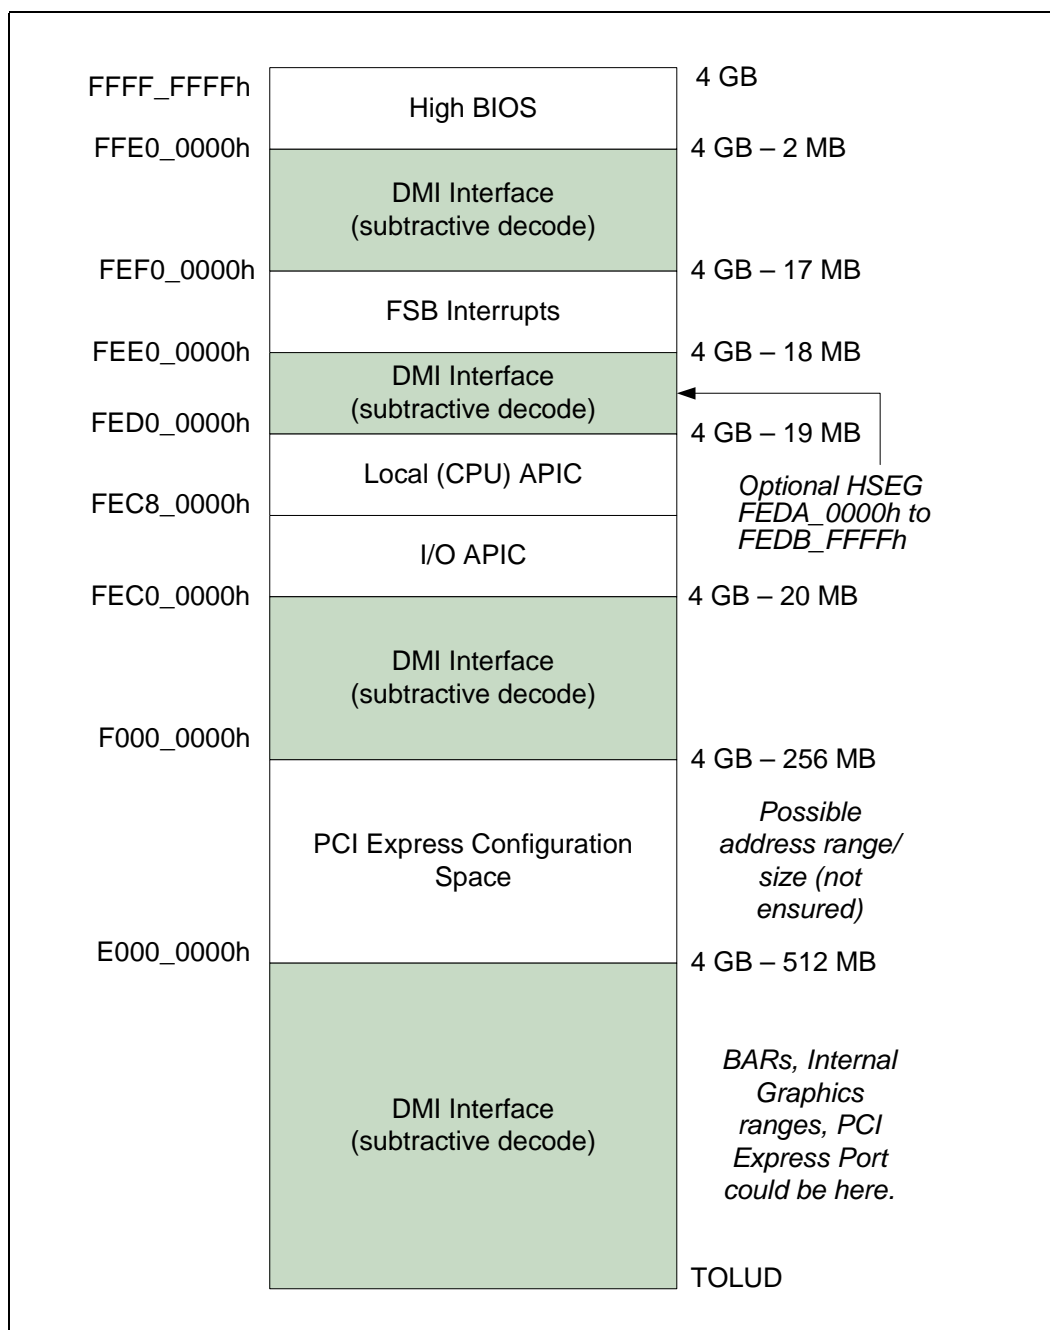 FFFF_FFFFh
4 GB
High BIOS
FFE0_0000h
4 GB – 2 MB
DMI Interface
(subtractive decode)
FEF0_0000h
4 GB – 17 MB
FSB Interrupts
FEE0_0000h
4 GB – 18 MB
DMI Interface
(subtractive decode)
FED0_0000h
4 GB – 19 MB
Local (CPU) APIC
Optional HSEG
FEDA_0000h to
FEDB_FFFFh
FEC8_0000h
I/O APIC
FEC0_0000h
4 GB – 20 MB
DMI Interface
(subtractive decode)
F000_0000h
4 GB – 256 MB
PCI Express Configuration
Space
Possible
address range/
size (not
ensured)
E000_0000h
4 GB – 512 MB
DMI Interface
(subtractive decode)
BARs, Internal
Graphics
ranges, PCI
Express Port
could be here.
TOLUD